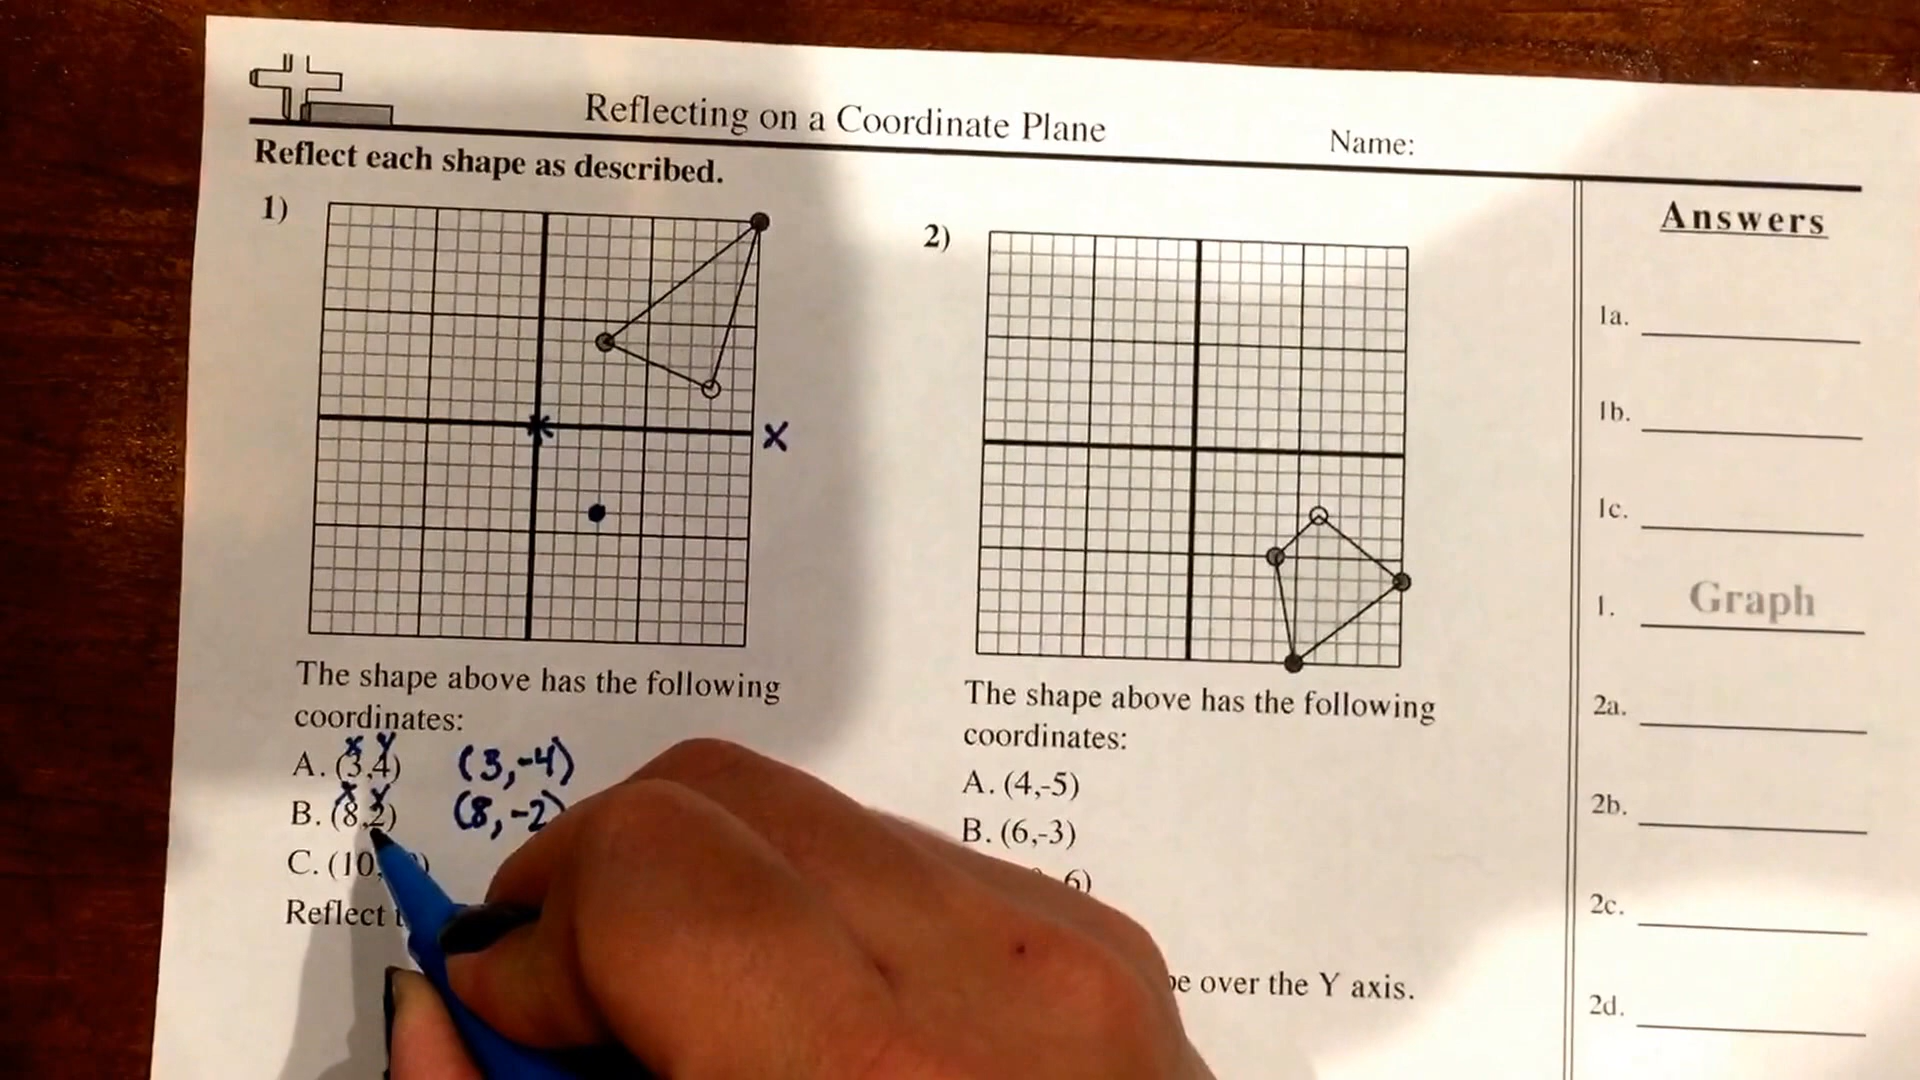 Reflecting on a Coordinate Plane
Name:
Reflect each shape as described.
1)
X
The shape above has the following
coordinates:
x y
A. (3,4) (3,-4)
x y
B. (8,2) (8,-2)
C. (10,
Reflect
2)
The shape above has the following
coordinates:
A. (4,-5)
B. (6,-3)
6)
over the Y axis.
Answers
1a.
1b.
1c.
1. Graph
2a.
2b.
2c.
2d.